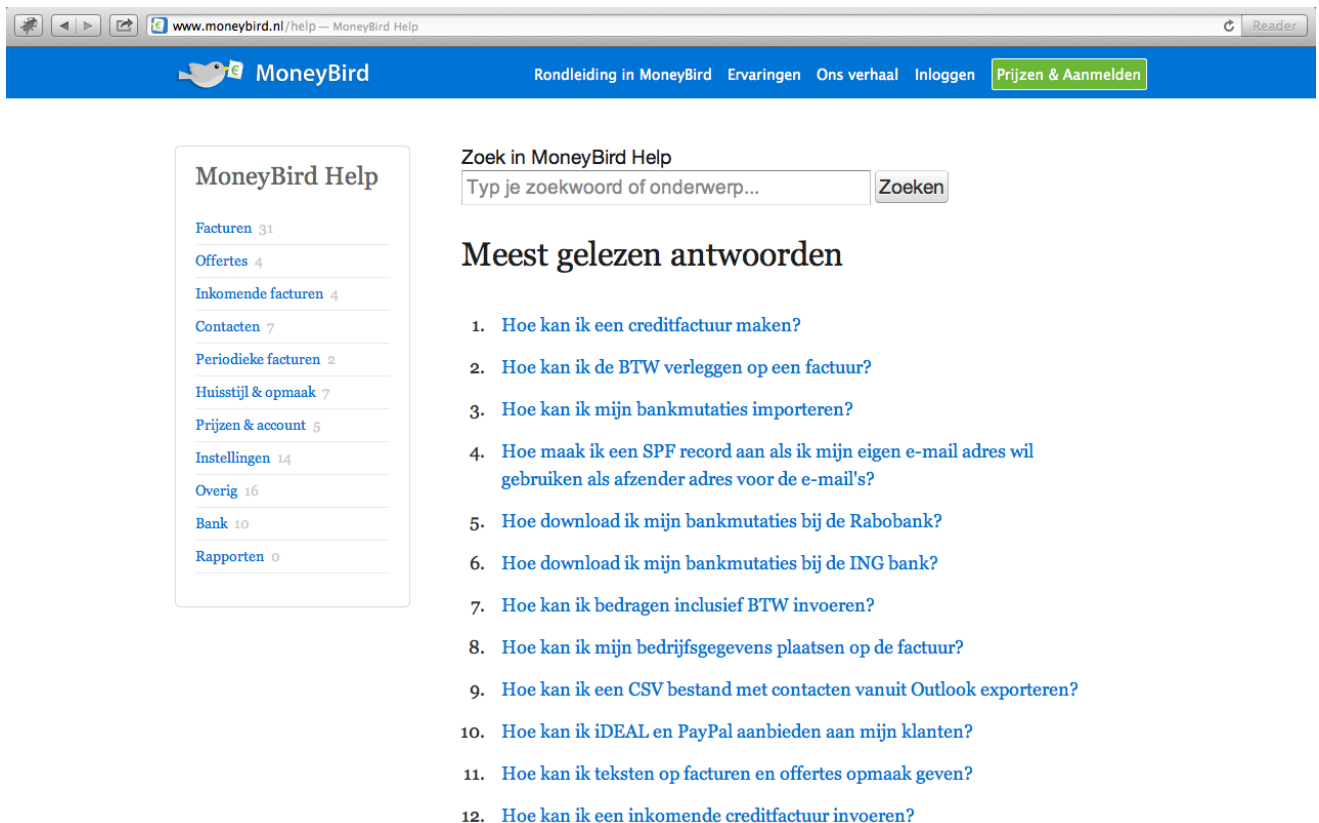 www.moneybird.nl/help — MoneyBird Help
Reader
MoneyBird
Rondleiding in MoneyBird Ervaringen Ons verhaal Inloggen Prijzen & Aanmelden
MoneyBird Help
Facturen 31
Offertes 4
Inkomende facturen 4
Contacten 7
Periodieke facturen 2
Huisstijl & opmaak 7
Prijzen & account 5
Instellingen 14
Overig 16
Bank 10
Rapporten 0
Zoek in MoneyBird Help
Typ je zoekwoord of onderwerp...
Zoeken
Meest gelezen antwoorden
1. Hoe kan ik een creditfactuur maken?
2. Hoe kan ik de BTW verleggen op een factuur?
3. Hoe kan ik mijn bankmutaties importeren?
4. Hoe maak ik een SPF record aan als ik mijn eigen e-mail adres wil
gebruiken als afzender adres voor de e-mail's?
5. Hoe download ik mijn bankmutaties bij de Rabobank?
6. Hoe download ik mijn bankmutaties bij de ING bank?
7. Hoe kan ik bedragen inclusief BTW invoeren?
8. Hoe kan ik mijn bedrijfsgegevens plaatsen op de factuur?
9. Hoe kan ik een CSV bestand met contacten vanuit Outlook exporteren?
10. Hoe kan ik iDEAL en PayPal aanbieden aan mijn klanten?
11. Hoe kan ik teksten op facturen en offertes opmaak geven?
12. Hoe kan ik een inkomende creditfactuur invoeren?